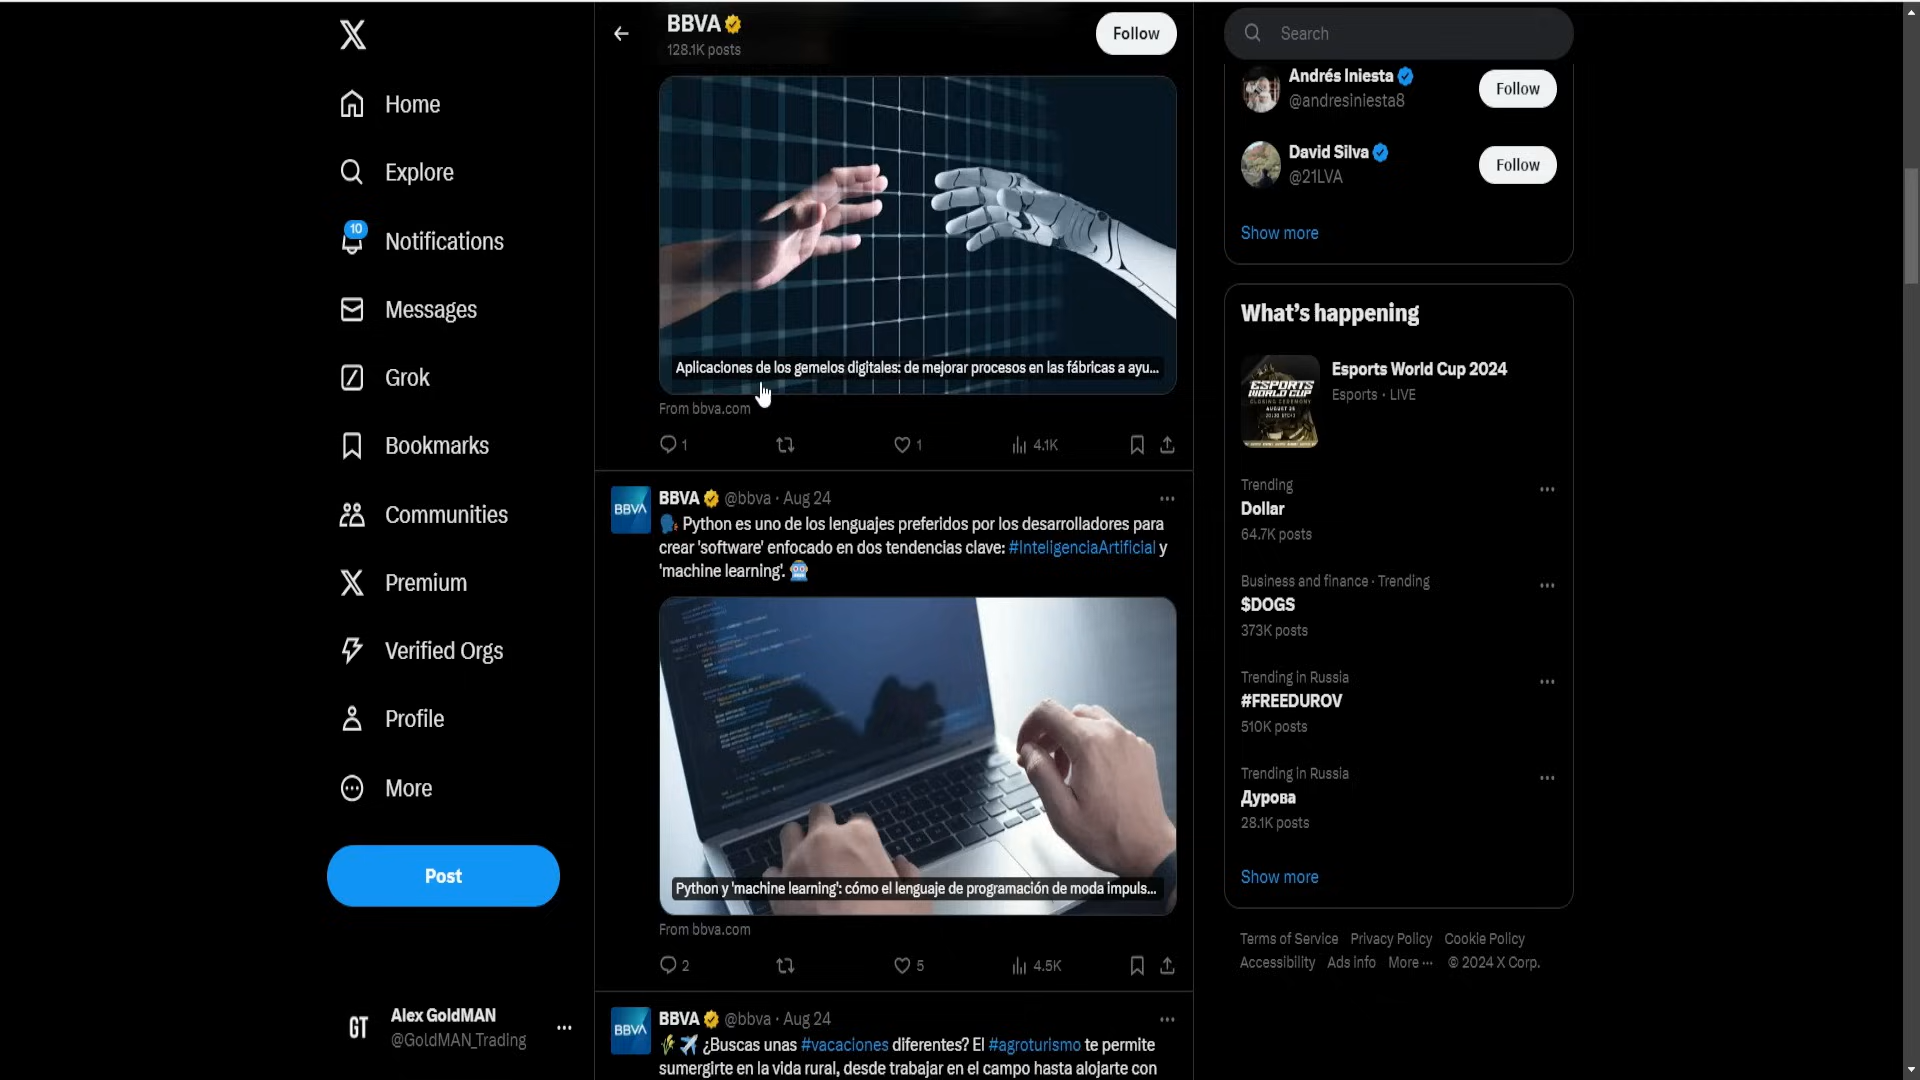 Home
Explore
10
Notifications
Messages
Grok
Bookmarks
Communities
Premium
Verified Orgs
Profile
More
Post
GT
Alex GoldMAN
@GoldMAN_Trading
BBVA
128.1K posts
Follow
Aplicaciones de los gemelos digitales: de mejorar procesos en las fábricas a ayu...
From bbva.com
1
1
4.1K
BBVA
BBVA @bbva · Aug 24
Python es uno de los lenguajes preferidos por los desarrolladores para
crear 'software' enfocado en dos tendencias clave: #InteligenciaArtificial y
'machine learning'.
Python y 'machine learning': cómo el lenguaje de programación de moda impuls...
From bbva.com
2
5
4.5K
BBVA
BBVA @bbva · Aug 24
¿Buscas unas #vacaciones diferentes? El #agroturismo te permite
sumergirte en la vida rural, desde trabajar en el campo hasta alojarte con
Search
Andrés Iniesta
@andresiniesta8
Follow
David Silva
@21LVA
Follow
Show more
What's happening
ESPORTS
WORLD CUP
CLOSING CEREMONY
Esports World Cup 2024
Esports · LIVE
Trending
Dollar
64.7K posts
Business and finance · Trending
$DOGS
373K posts
Trending in Russia
#FREEDUROV
510K posts
Trending in Russia
Дурова
28.1K posts
Show more
Terms of Service Privacy Policy Cookie Policy
Accessibility Ads info More ··· © 2024 X Corp.